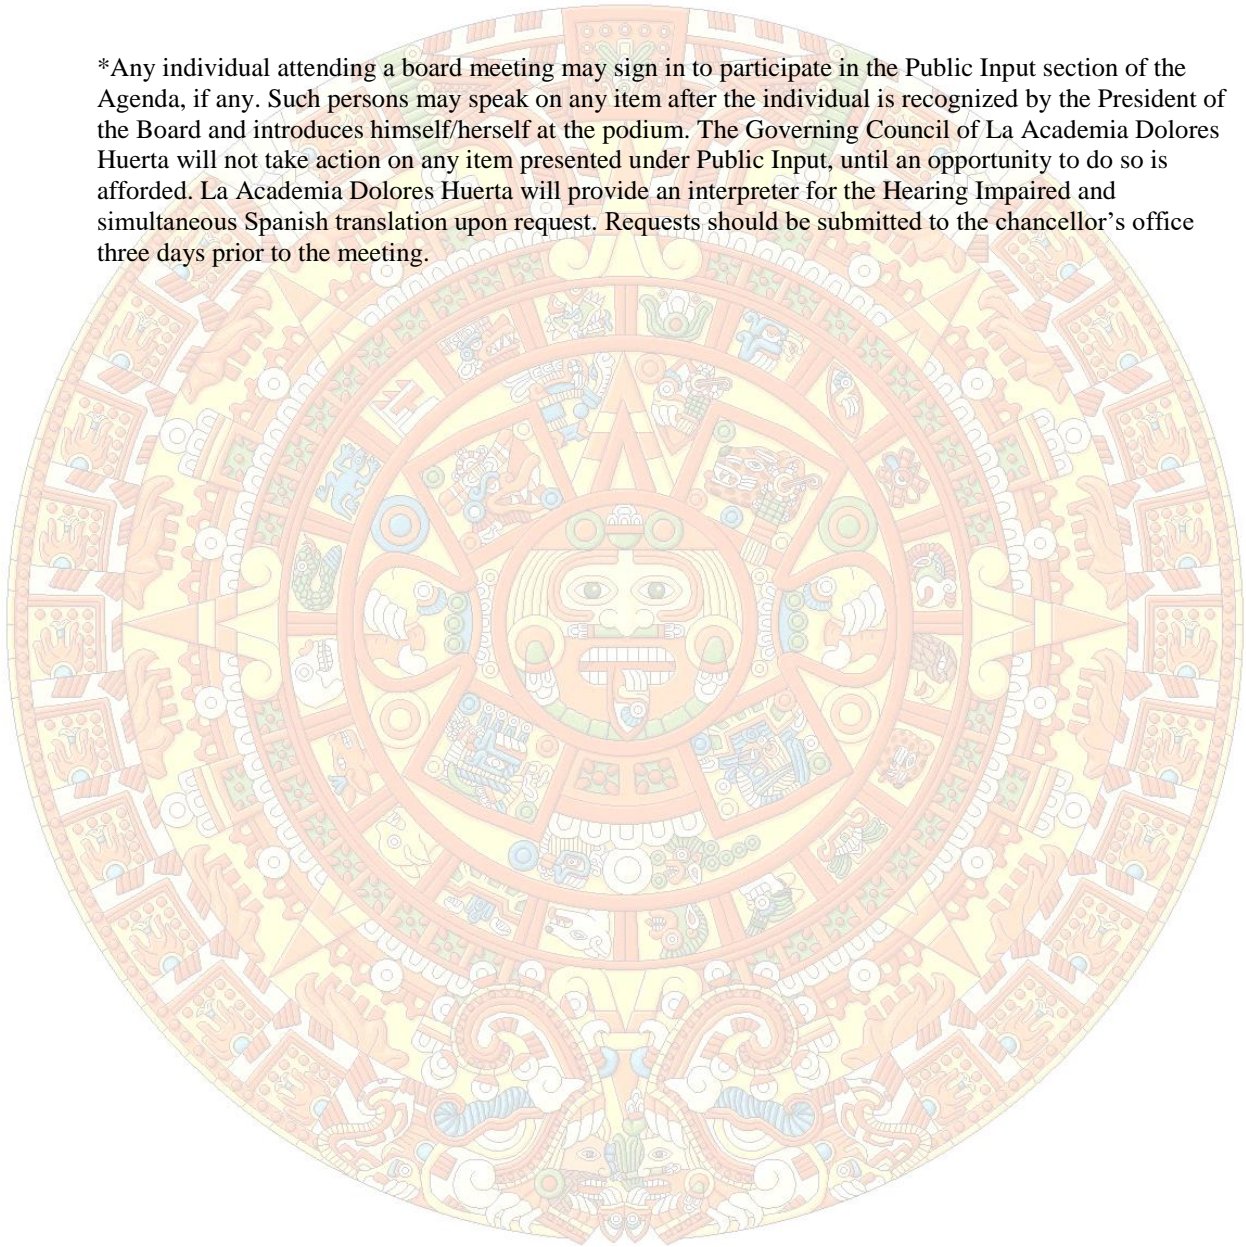 *Any individual attending a board meeting may sign in to participate in the Public Input section of the
Agenda, if any. Such persons may speak on any item after the individual is recognized by the President of
the Board and introduces himself/herself at the podium. The Governing Council of La Academia Dolores
Huerta will not take action on any item presented under Public Input, until an opportunity to do so is
afforded. La Academia Dolores Huerta will provide an interpreter for the Hearing Impaired and
simultaneous Spanish translation upon request. Requests should be submitted to the chancellor’s office
three days prior to the meeting.